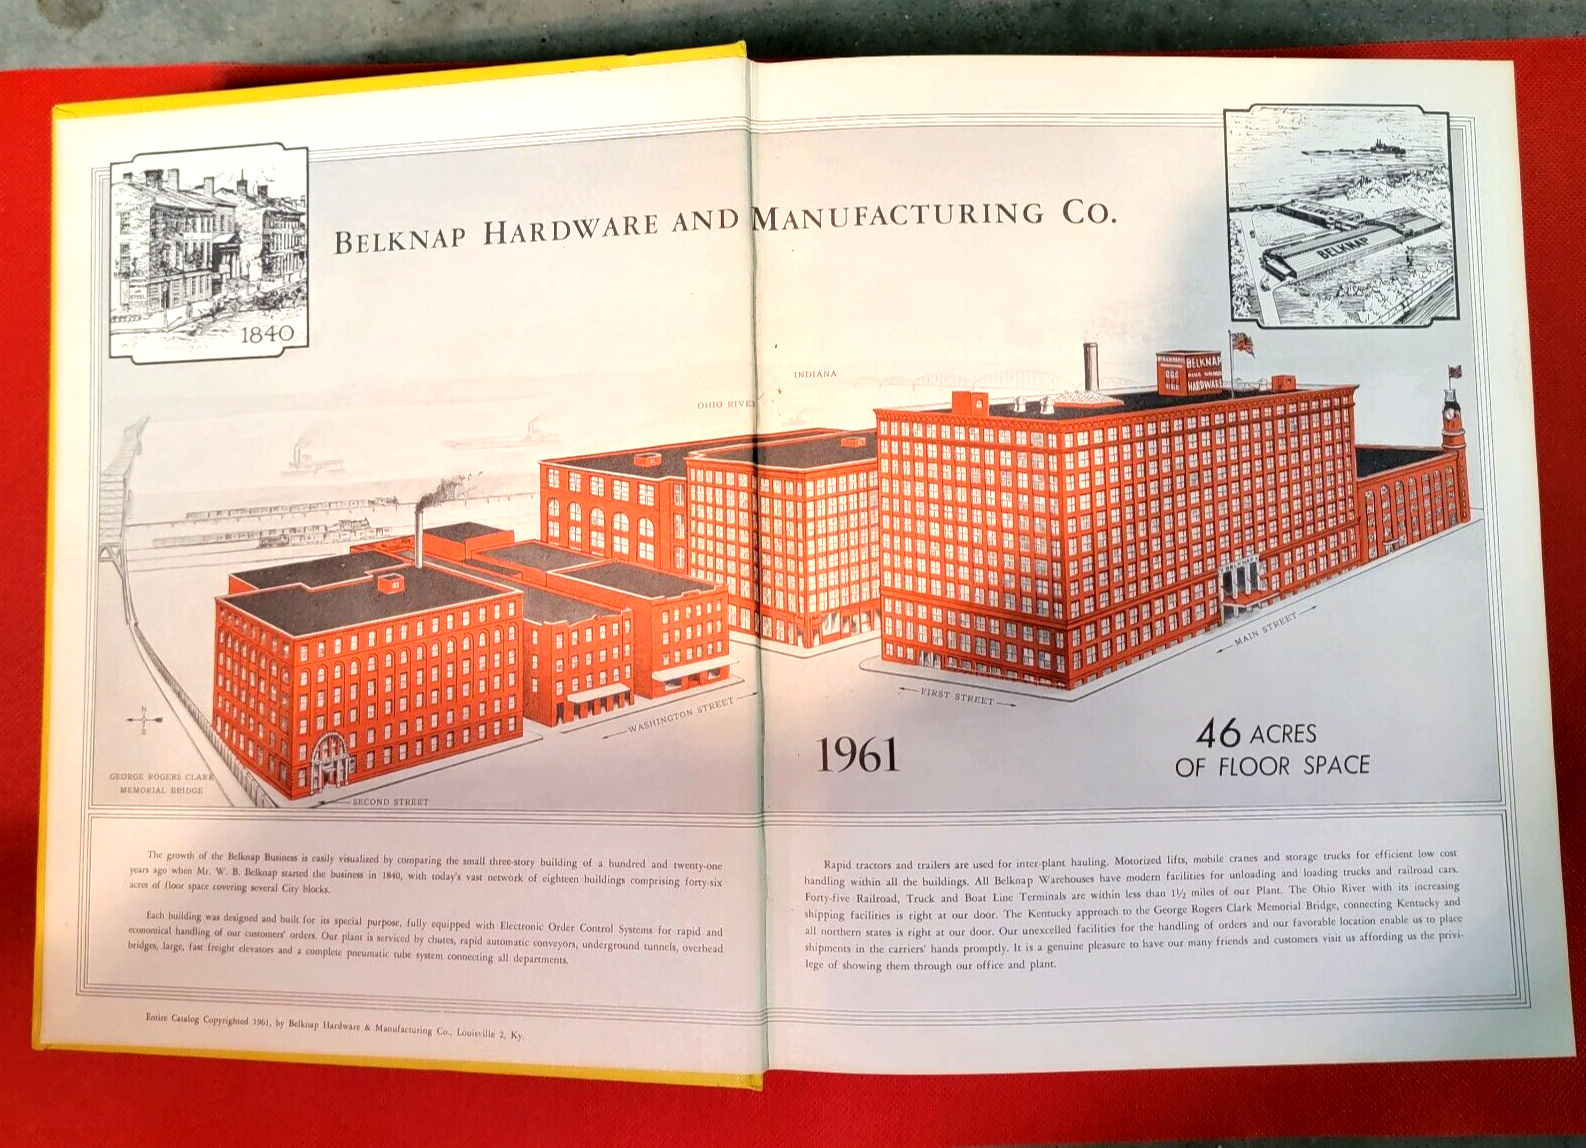 BELKNAP HARDWARE AND MANUFACTURING CO.
1840
BELKNAP
INDIANA
OHIO RIVER
BELKNAP
HARDWARE
MAIN STREET
FIRST STREET
WASHINGTON STREET
N
S
GEORGE ROGERS CLARK
MEMORIAL BRIDGE
SECOND STREET
1961
46 ACRES
OF FLOOR SPACE
The growth of the Belknap Business is easily visualized by comparing the small three-story building of a hundred and twenty-one
years ago when Mr. W. B. Belknap started the business in 1840, with today's vast network of eighteen buildings comprising forty-six
acres of floor space covering several City blocks.
Each building was designed and built for its special purpose, fully equipped with Electronic Order Control Systems for rapid and
economical handling of our customers' orders. Our plant is serviced by chutes, rapid automatic conveyors, underground tunnels, overhead
bridges, large, fast freight elevators and a complete pneumatic tube system connecting all departments.
Rapid tractors and trailers are used for inter-plant hauling. Motorized lifts, mobile cranes and storage trucks for efficient low cost
handling within all the buildings. All Belknap Warehouses have modern facilities for unloading and loading trucks and railroad cars.
Forty-five Railroad, Truck and Boat Line Terminals are within less than 1½ miles of our Plant. The Ohio River with its increasing
shipping facilities is right at our door. The Kentucky approach to the George Rogers Clark Memorial Bridge, connecting Kentucky and
all northern states is right at our door. Our unexcelled facilities for the handling of orders and our favorable location enable us to place
shipments in the carriers' hands promptly. It is a genuine pleasure to have our many friends and customers visit us affording us the privi-
lege of showing them through our office and plant.
Entire Catalog Copyrighted 1961, by Belknap Hardware & Manufacturing Co., Louisville 2, Ky.